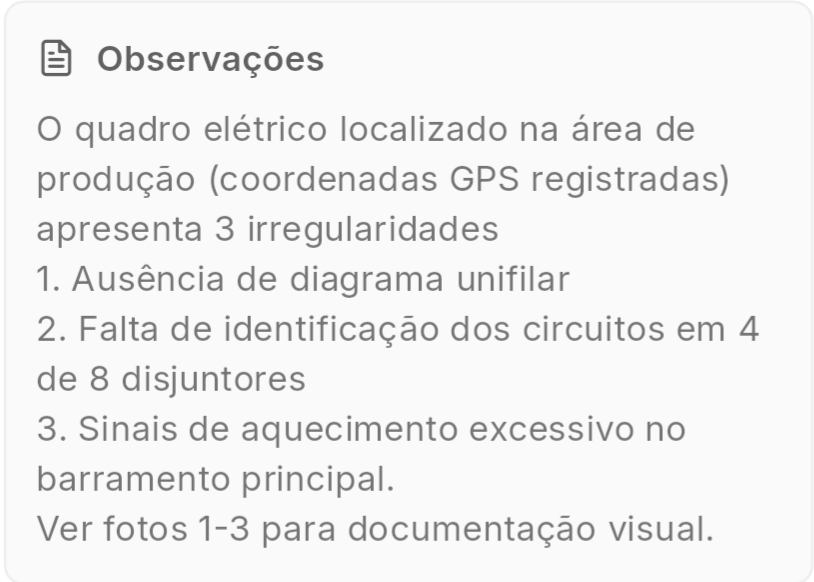 Observações
O quadro elétrico localizado na área de
produção (coordenadas GPS registradas)
apresenta 3 irregularidades
1. Ausência de diagrama unifilar
2. Falta de identificação dos circuitos em 4
de 8 disjuntores
3. Sinais de aquecimento excessivo no
barramento principal.
Ver fotos 1-3 para documentação visual.